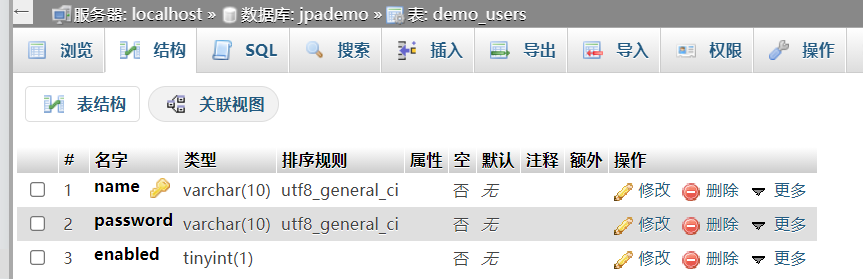 服务器: localhost » 数据库: jpademo » 表: demo_users
浏览 结构 SQL 搜索 插入 导出 导入 权限 操作
表结构 关联视图
# 名字 类型 排序规则 属性 空 默认 注释 额外 操作
1 name varchar(10) utf8_general_ci 否 无 修改 删除 更多
2 password varchar(10) utf8_general_ci 否 无 修改 删除 更多
3 enabled tinyint(1) 否 无 修改 删除 更多